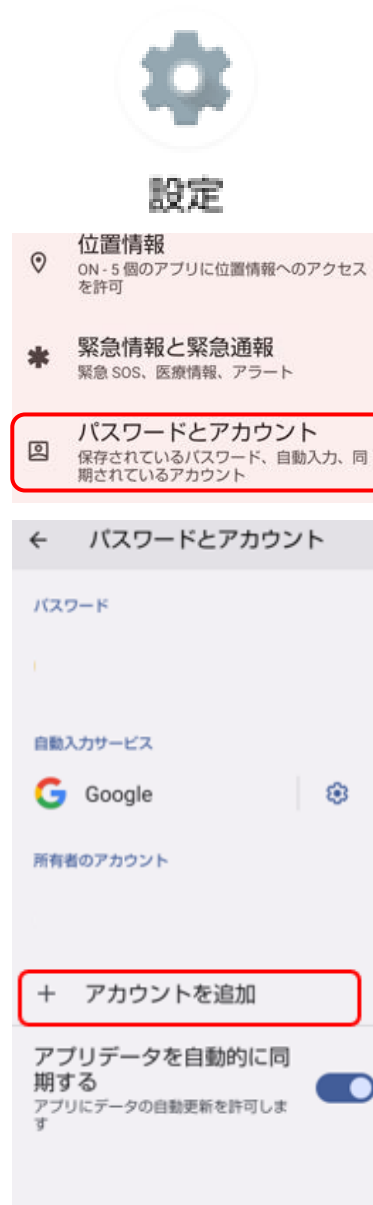 設定
位置情報
ON - 5 個のアプリに位置情報へのアクセス
を許可
緊急情報と緊急通報
緊急 SOS、医療情報、アラート
パスワードとアカウント
保存されているパスワード、自動入力、同
期されているアカウント
パスワードとアカウント
パスワード
自動入力サービス
Google
所有者のアカウント
アカウントを追加
アプリデータを自動的に同
期する
アプリにデータの自動更新を許可しま
す